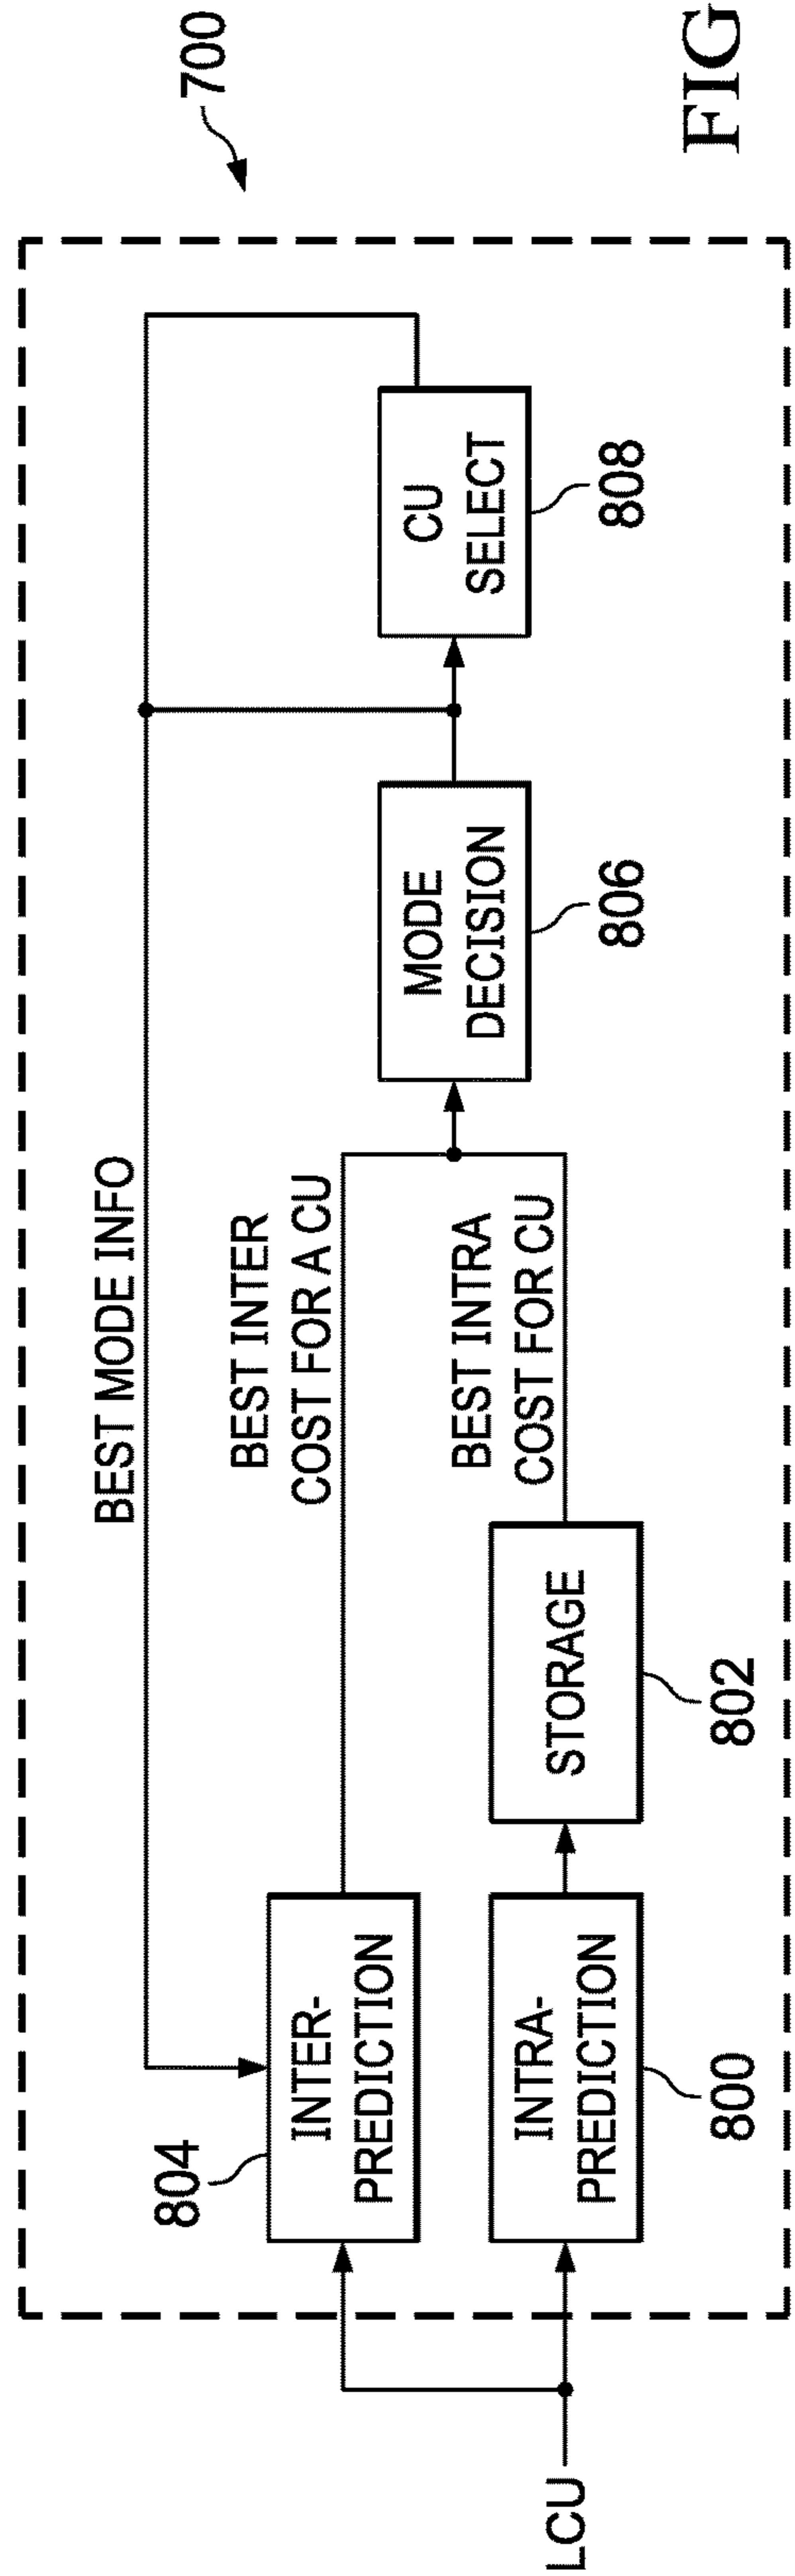 700
BEST MODE INFO
804
INTER-
PREDICTION
BEST INTER
COST FOR A CU
MODE
DECISION
806
CU
SELECT
808
LCU
INTRA-
PREDICTION
800
STORAGE
802
BEST INTRA
COST FOR CU
FIG